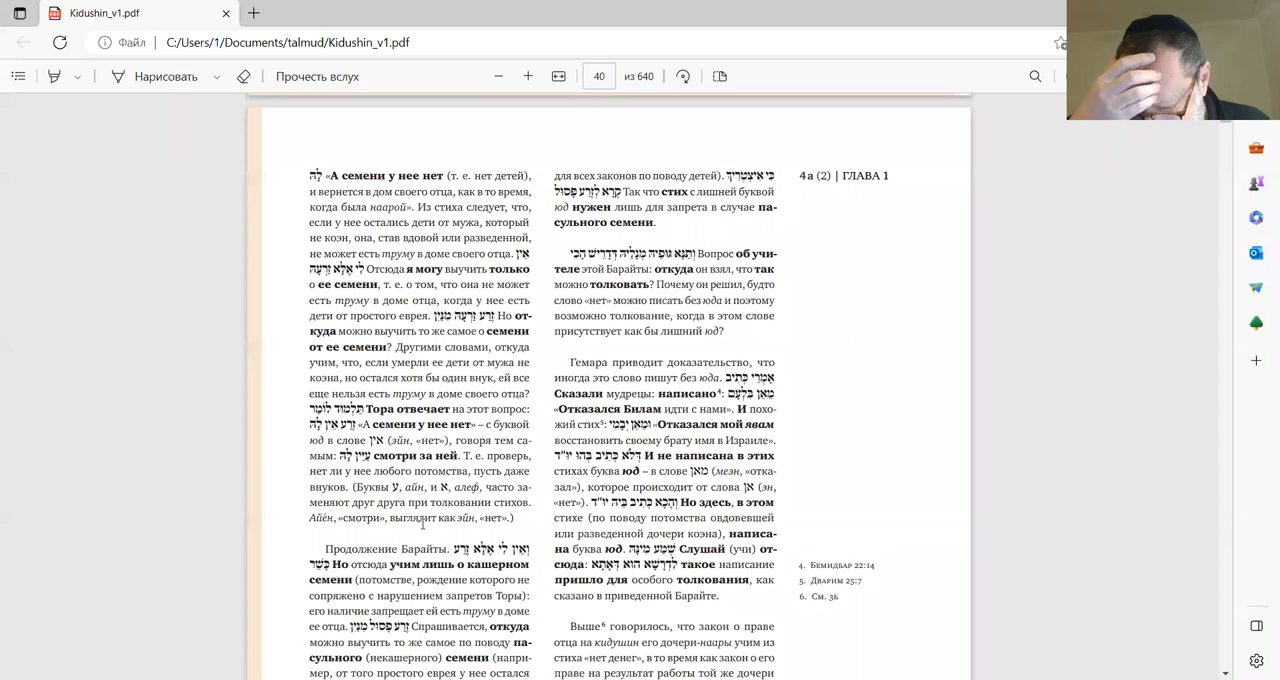 Kidushin_v1.pdf
Файл
C:/Users/1/Documents/talmud/Kidushin_v1.pdf
Нарисовать
Прочесть вслух
40
из 640
לָהּ «А семени у нее нет» (т. е. нет детей),
и вернется в дом своего отца, как в то время,
когда была наарой». Из стиха следует, что,
если у нее остались дети от мужа, который
не коэн, она, став вдовой или разведенной,
не может есть труму в доме своего отца. אֵין
לִי אֶלָּא זַרְעָהּ Отсюда я могу выучить только
о ее семени, т. е. о том, что она не может
есть труму в доме отца, когда у нее есть
дети от простого еврея. זֶרַע זַרְעָהּ מִנַּיִן Но от-
куда можно выучить то же самое о семени
от ее семени? Другими словами, откуда
учим, что, если умерли ее дети от мужа не
коэна, но остался хотя бы один внук, ей все
еще нельзя есть труму в доме своего отца?
תַּלְמוּד לוֹמַר Тора отвечает на этот вопрос:
זֶרַע אֵין לָהּ «А семени у нее нет» – с буквой
юд в слове אין (эйн, «нет»), говоря тем са-
мым: עַיֵּין לָהּ смотри за ней. Т. е. проверь,
нет ли у нее любого потомства, пусть даже
внуков. (Буквы ע, айн, и א, алеф, часто за-
меняют друг друга при толковании стихов.
Айéн, «смотри», выглядит как эйн, «нет».)
Продолжение Барайты. וְאֵין לִי אֶלָּא זֶרַע
כָּשֵׁר Но отсюда учим лишь о кашерном
семени (потомстве, рождение которого не
сопряжено с нарушением запретов Торы):
его наличие запрещает ей есть труму в доме
ее отца. זֶרַע פָּסוּל מִנַּיִן Спрашивается, откуда
можно выучить то же самое по поводу па-
сульного (некашерного) семени (напри-
мер, от того простого еврея у нее остался
для всех законов по поводу детей). כִּי אִיצְטְרִיךְ
קְרָא לְזֶרַע פָּסוּל Так что стих с лишней буквой
юд нужен лишь для запрета в случае па-
сульного семени.
וְתַנָּא גּוּפֵיהּ מְנָלֵיהּ דְּדָרֵישׁ הָכִי Вопрос об учи-
теле этой Барайты: откуда он взял, что так
можно толковать? Почему он решил, будто
слово «нет» можно писать без юда и поэтому
возможно толкование, когда в этом слове
присутствует как бы лишний юд?
Гемара приводит доказательство, что
иногда это слово пишут без юда. אָמְרִי כְּתִיב
מֵאֵן בִּלְעָם Сказали мудрецы: написано⁴:
«Отказался Билам идти с нами». И похо-
жий стих⁵: וּמֵאֵן יְבָמִי «Отказался мой явам
восстановить своему брату имя в Израиле».
דְּלָא כְּתִיב בְּהוּ יוּ"ד И не написана в этих
стихах буква юд – в слове מאן (меэн, «отка-
зал»), которое происходит от слова אן (эн,
«нет»). וְהָכָא כְּתִיב בֵּיהּ יוּ"ד Но здесь, в этом
стихе (по поводу потомства овдовевшей
или разведенной дочери коэна), написа-
на буква юд. שְׁמַע מִינַּהּ Слушай (учи) от-
сюда: לִדְרָשָׁא הוּא דְּאָתָא такое написание
пришло для особого толкования, как
сказано в приведенной Барайте.
Выше⁶ говорилось, что закон о праве
отца на кидушин его дочери-наары учим из
стиха «нет денег», в то время как закон о его
праве на результат работы той же дочери
4а (2) | ГЛАВА 1
4. Бемидбар 22:14
5. Дварим 25:7
6. См. 3б